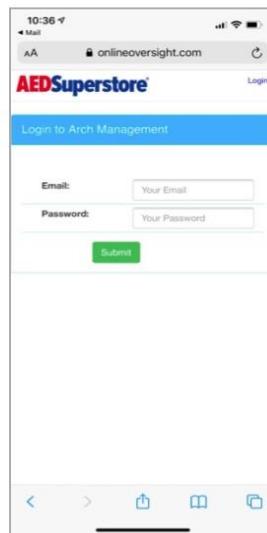 10:36
◄ Mail
AA onlineoversight.com
AEDSuperstore®
Login
Login to Arch Management
Email: Your Email
Password: Your Password
Submit